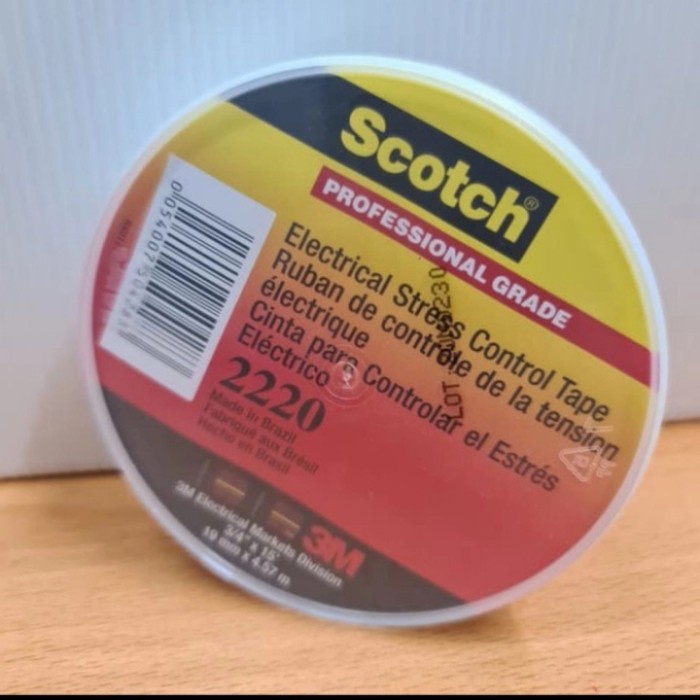 Scotch®
PROFESSIONAL GRADE
Electrical Stress Control Tape
Ruban de contrôle de la tension
électrique
Cinta para Controlar el Estrés
Eléctrico
2220
Made in Brazil
Fabriqué aux Brésil
Hecho en Brasil
3M
3M Electrical Markets Division
3/4" x 15'
19 mm x 4.57 m
LOT